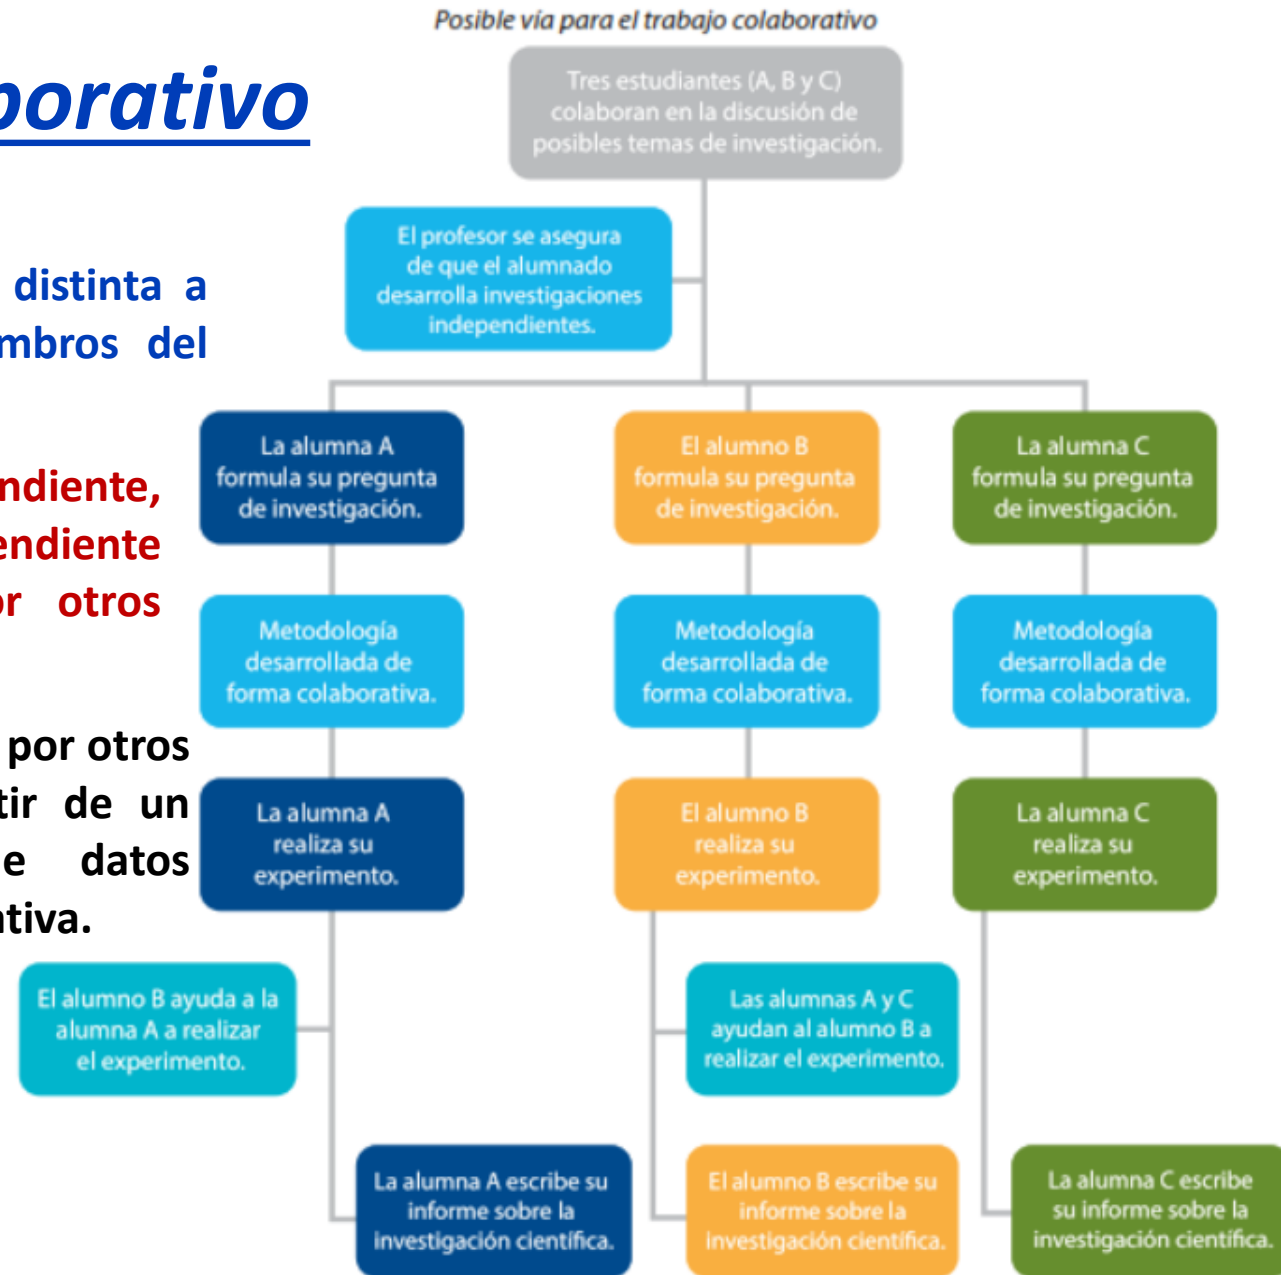 Posible vía para el trabajo colaborativo
borativo
distinta a
mbros del
ndiente,
endiente
or otros
por otros
tir de un
e datos
ativa.
Tres estudiantes (A, B y C)
colaboran en la discusión de
posibles temas de investigación.
El profesor se asegura
de que el alumnado
desarrolla investigaciones
independientes.
La alumna A
formula su pregunta
de investigación.
El alumno B
formula su pregunta
de investigación.
La alumna C
formula su pregunta
de investigación.
Metodología
desarrollada de
forma colaborativa.
Metodología
desarrollada de
forma colaborativa.
Metodología
desarrollada de
forma colaborativa.
La alumna A
realiza su
experimento.
El alumno B
realiza su
experimento.
La alumna C
realiza su
experimento.
El alumno B ayuda a la
alumna A a realizar
el experimento.
Las alumnas A y C
ayudan al alumno B a
realizar el experimento.
La alumna A escribe su
informe sobre la
investigación científica.
El alumno B escribe su
informe sobre la
investigación científica.
La alumna C escribe
su informe sobre la
investigación científica.